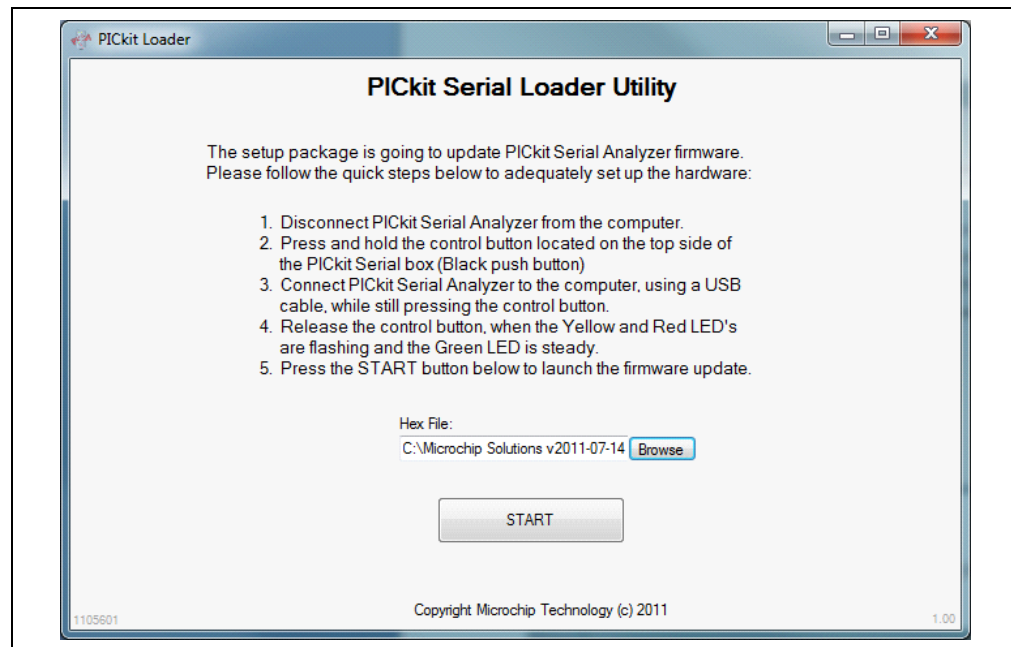 PICkit Loader
PICkit Serial Loader Utility
The setup package is going to update PICkit Serial Analyzer firmware.
Please follow the quick steps below to adequately set up the hardware:
1. Disconnect PICkit Serial Analyzer from the computer.
2. Press and hold the control button located on the top side of
the PICkit Serial box (Black push button)
3. Connect PICkit Serial Analyzer to the computer, using a USB
cable, while still pressing the control button.
4. Release the control button, when the Yellow and Red LED's
are flashing and the Green LED is steady.
5. Press the START button below to launch the firmware update.
Hex File:
C:\Microchip Solutions v2011-07-14 Browse
START
Copyright Microchip Technology (c) 2011
1105601 1.00